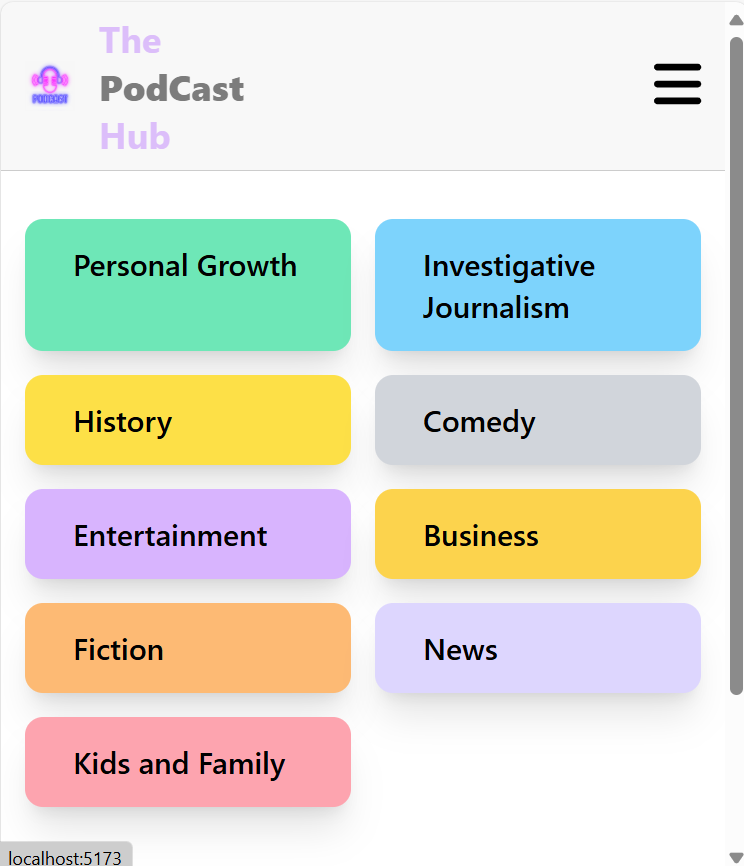 The
PodCast
Hub
PODCAST
Personal Growth
Investigative
Journalism
History
Comedy
Entertainment
Business
Fiction
News
Kids and Family
localhost:5173